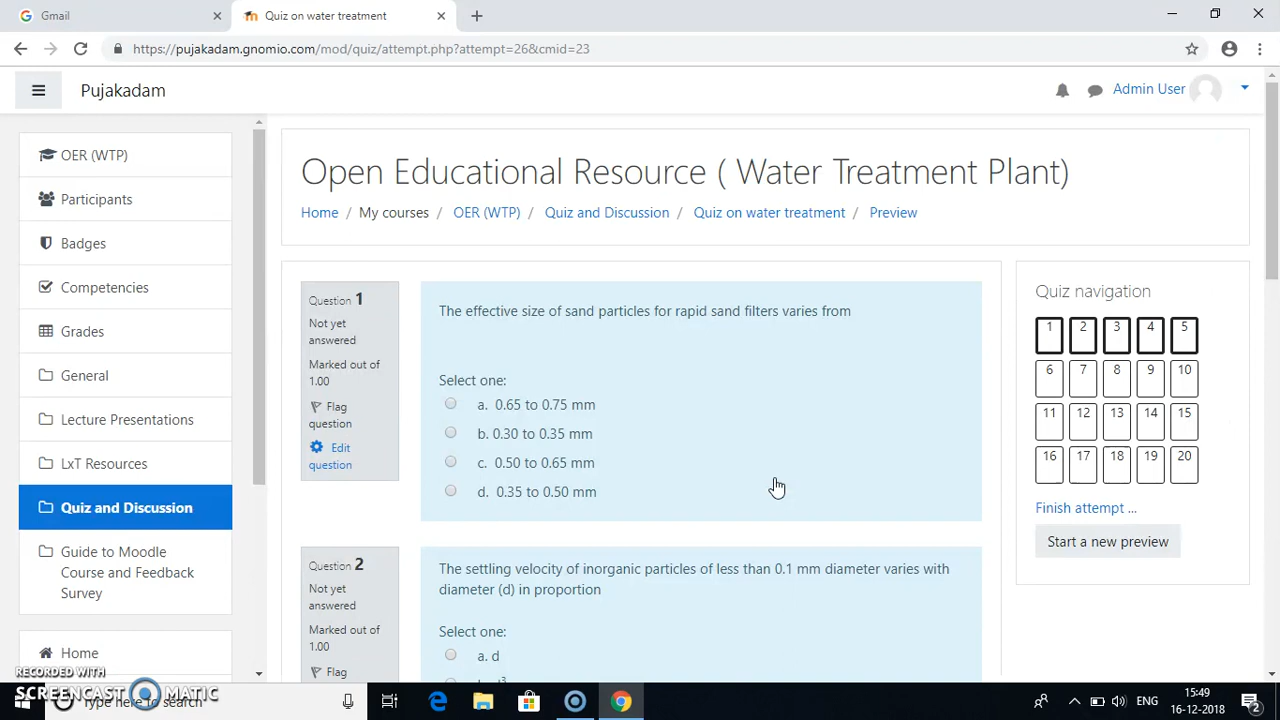 Gmail
Quiz on water treatment
https://pujakadam.gnomio.com/mod/quiz/attempt.php?attempt=26&cmid=23
Pujakadam
Admin User
OER (WTP)
Participants
Badges
Competencies
Grades
General
Lecture Presentations
LxT Resources
Quiz and Discussion
Guide to Moodle
Course and Feedback
Survey
Home
Open Educational Resource ( Water Treatment Plant)
Home / My courses / OER (WTP) / Quiz and Discussion / Quiz on water treatment / Preview
Question 1
Not yet
answered
Marked out of
1.00
Flag
question
Edit
question
The effective size of sand particles for rapid sand filters varies from
Select one:
a. 0.65 to 0.75 mm
b. 0.30 to 0.35 mm
c. 0.50 to 0.65 mm
d. 0.35 to 0.50 mm
Question 2
Not yet
answered
Marked out of
1.00
Flag
The settling velocity of inorganic particles of less than 0.1 mm diameter varies with
diameter (d) in proportion
Select one:
a. d
Quiz navigation
1 2 3 4 5
6 7 8 9 10
11 12 13 14 15
16 17 18 19 20
Finish attempt ...
Start a new preview
RECORDED WITH
SCREENCAST MATIC
Type here to search
ENG
15:49
16-12-2018
2